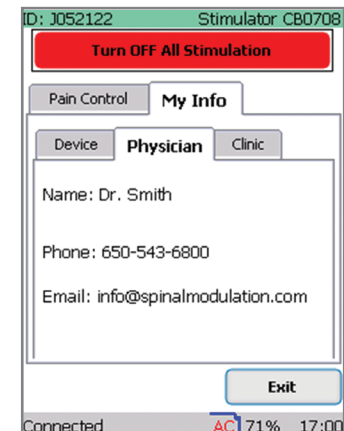 ID: J052122 Stimulator CB0708
Turn OFF All Stimulation
Pain Control My Info
Device Physician Clinic
Name: Dr. Smith
Phone: 650-543-6800
Email: info@spinalmodulation.com
Exit
Connected AC 71% 17:00